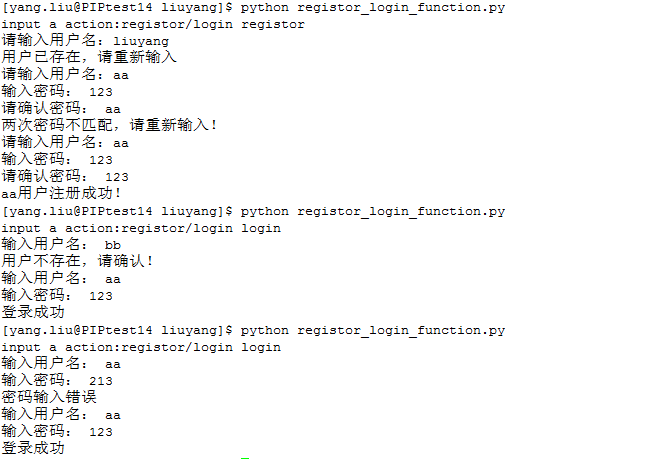 [yang.liu@PIPtest14 liuyang]$ python registor_login_function.py
input a action:registor/login registor
请输入用户名：liuyang
用户已存在，请重新输入
请输入用户名：aa
输入密码： 123
请确认密码： aa
两次密码不匹配，请重新输入！
请输入用户名：aa
输入密码： 123
请确认密码： 123
aa用户注册成功！
[yang.liu@PIPtest14 liuyang]$ python registor_login_function.py
input a action:registor/login login
输入用户名： bb
用户不存在，请确认！
输入用户名： aa
输入密码： 123
登录成功
[yang.liu@PIPtest14 liuyang]$ python registor_login_function.py
input a action:registor/login login
输入用户名： aa
输入密码： 213
密码输入错误
输入用户名： aa
输入密码： 123
登录成功